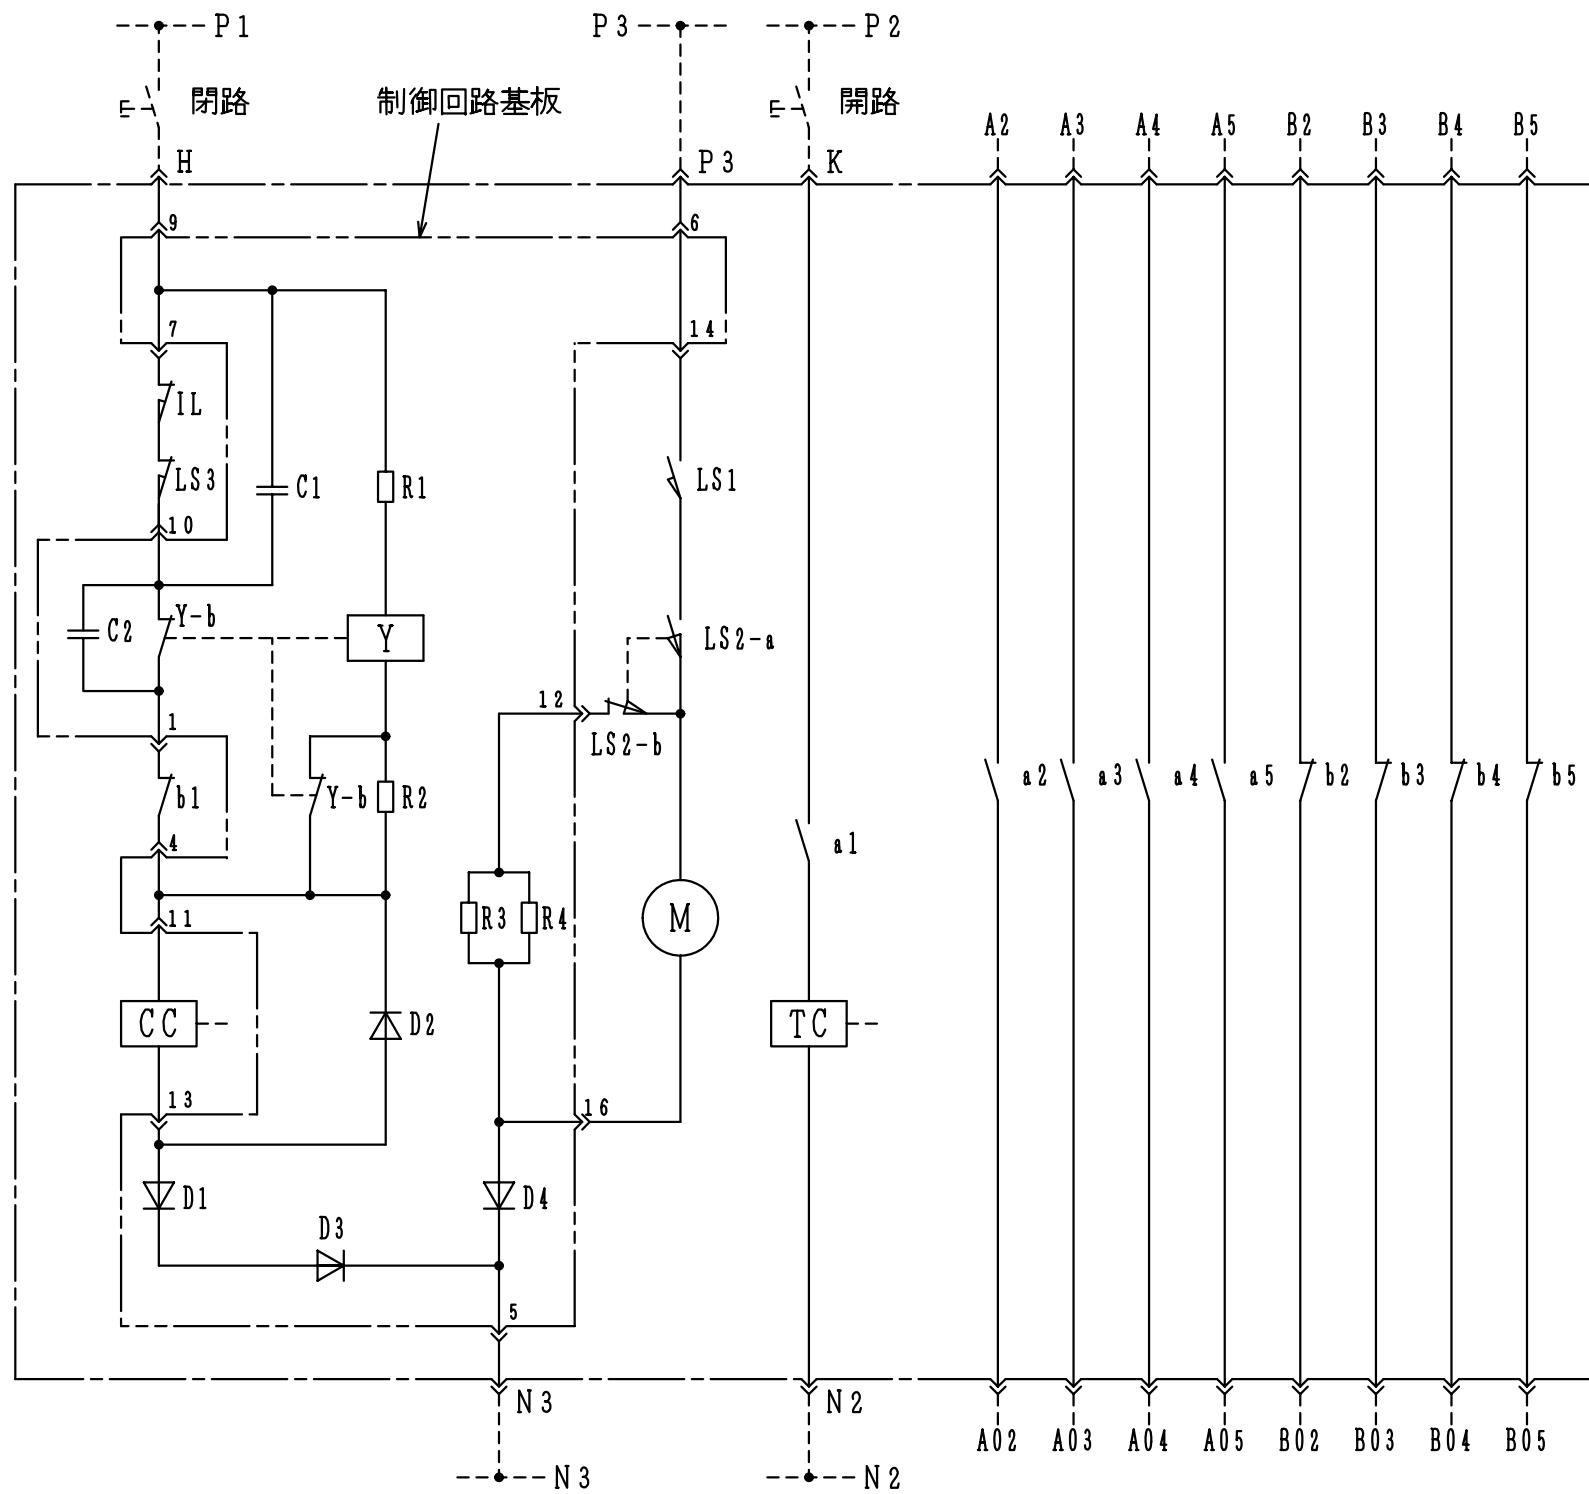 P1
P3
P2
閉路
制御回路基板
開路
A2 A3 A4 A5 B2 B3 B4 B5
H
P3
K
9
6
7
14
IL
LS3
C1
R1
LS1
10
Y-b
C2
Y
LS2-a
12
1
LS2-b
b1
Y-b
R2
a2 a3 a4 a5 b2 b3 b4 b5
4
a1
11
R3
R4
M
CC
D2
TC
13
16
D1
D4
D3
5
N3
N2
A02 A03 A04 A05 B02 B03 B04 B05
N3
N2